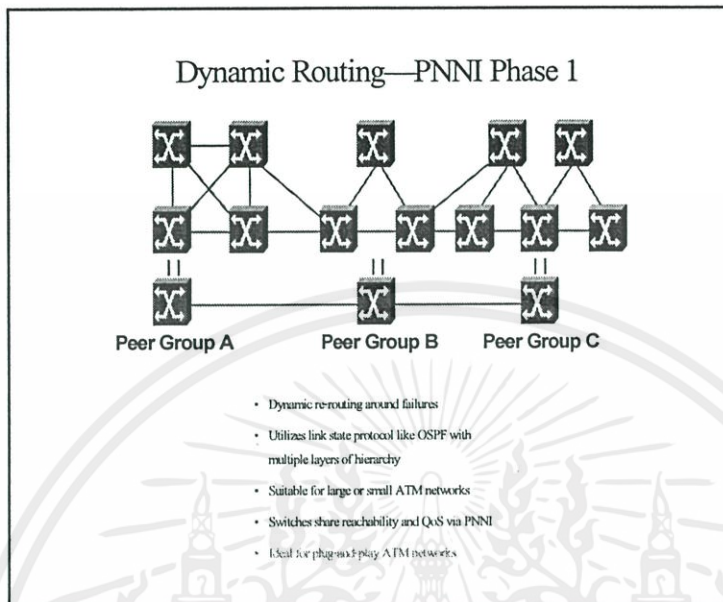 Dynamic Routing—PNNI Phase 1
Peer Group A Peer Group B Peer Group C
• Dynamic re-routing around failures
• Utilizes link state protocol like OSPF with
multiple layers of hierarchy
• Suitable for large or small ATM networks
• Switches share reachability and QoS via PNNI
• Ideal for plug-and-play ATM networks